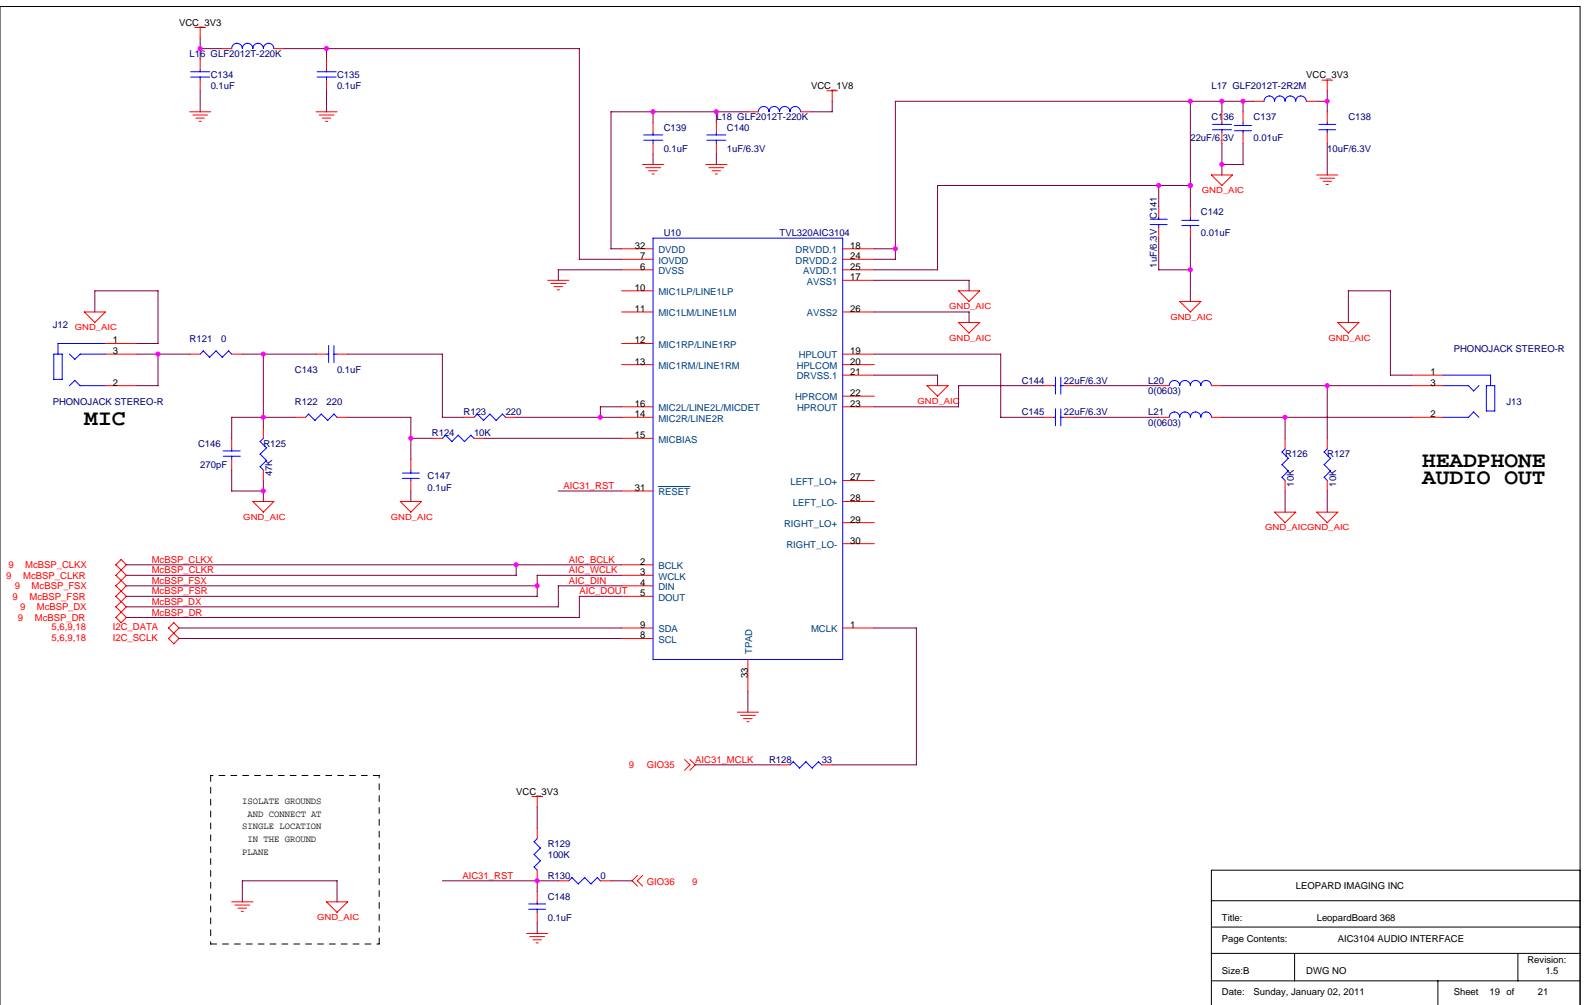 VCC_3V3
L16 GLF2012T-220K
C134
0.1uF
C135
0.1uF
VCC_1V8
L18 GLF2012T-220K
C139
0.1uF
C140
1uF/6.3V
VCC_3V3
L17 GLF2012T-2R2M
C136
22uF/6.3V
C137
0.01uF
C138
10uF/6.3V
GND_AIC
C141
1uF/6.3V
C142
0.01uF
GND_AIC
U10
TVL320AIC3104
32 DVDD
7 IOVDD
6 DVSS
10 MIC1LP/LINE1LP
11 MIC1LM/LINE1LM
12 MIC1RP/LINE1RP
13 MIC1RM/LINE1RM
16 MIC2L/LINE2L/MICDET
14 MIC2R/LINE2R
15 MICBIAS
31 RESET
2 BCLK
3 WCLK
4 DIN
5 DOUT
9 SDA
8 SCL
DRVDD.1 18
DRVDD.2 24
AVDD.1 25
AVSS1 17
AVSS2 26
HPLOUT 19
HPLCOM 20
DRVSS.1 21
HPRCOM 22
HPROUT 23
LEFT_LO+ 27
LEFT_LO- 28
RIGHT_LO+ 29
RIGHT_LO- 30
MCLK 1
TPAD
33
GND_AIC
GND_AIC
GND_AIC
J12
GND_AIC
1
3
2
PHONOJACK STEREO-R
MIC
R121 0
C143
0.1uF
R122 220
R123 220
R124 10K
C146
270pF
R125
47K
C147
0.1uF
GND_AIC
GND_AIC
AIC31_RST
GND_AIC
PHONOJACK STEREO-R
1
3
2
J13
C144 22uF/6.3V
L20
0(0603)
C145 22uF/6.3V
L21
0(0603)
R126
10K
R127
10K
GND_AIC
GND_AIC
HEADPHONE
AUDIO OUT
9 McBSP_CLKX McBSP_CLKX AIC_BCLK
9 McBSP_CLKR McBSP_CLKR AIC_WCLK
9 McBSP_FSX McBSP_FSX AIC_DIN
9 McBSP_FSR McBSP_FSR AIC_DOUT
9 McBSP_DX McBSP_DX
9 McBSP_DR McBSP_DR
5,6,9,18 I2C_DATA
5,6,9,18 I2C_SCLK
9 GIO35 AIC31_MCLK R128 33
VCC_3V3
R129
100K
AIC31_RST R130 0 GIO36 9
C148
0.1uF
ISOLATE GROUNDS
AND CONNECT AT
SINGLE LOCATION
IN THE GROUND
PLANE
GND_AIC
LEOPARD IMAGING INC
Title: LeopardBoard 368
Page Contents: AIC3104 AUDIO INTERFACE
Size:B DWG NO Revision: 1.5
Date: Sunday, January 02, 2011 Sheet 19 of 21